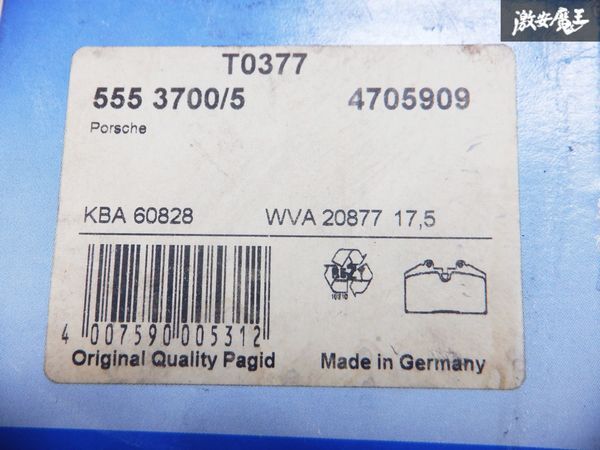 激安魔王
T0377
555 3700/5 4705909
Porsche
KBA 60828 WVA 20877 17,5
4 007590 005312
Original Quality Pagid Made in Germany